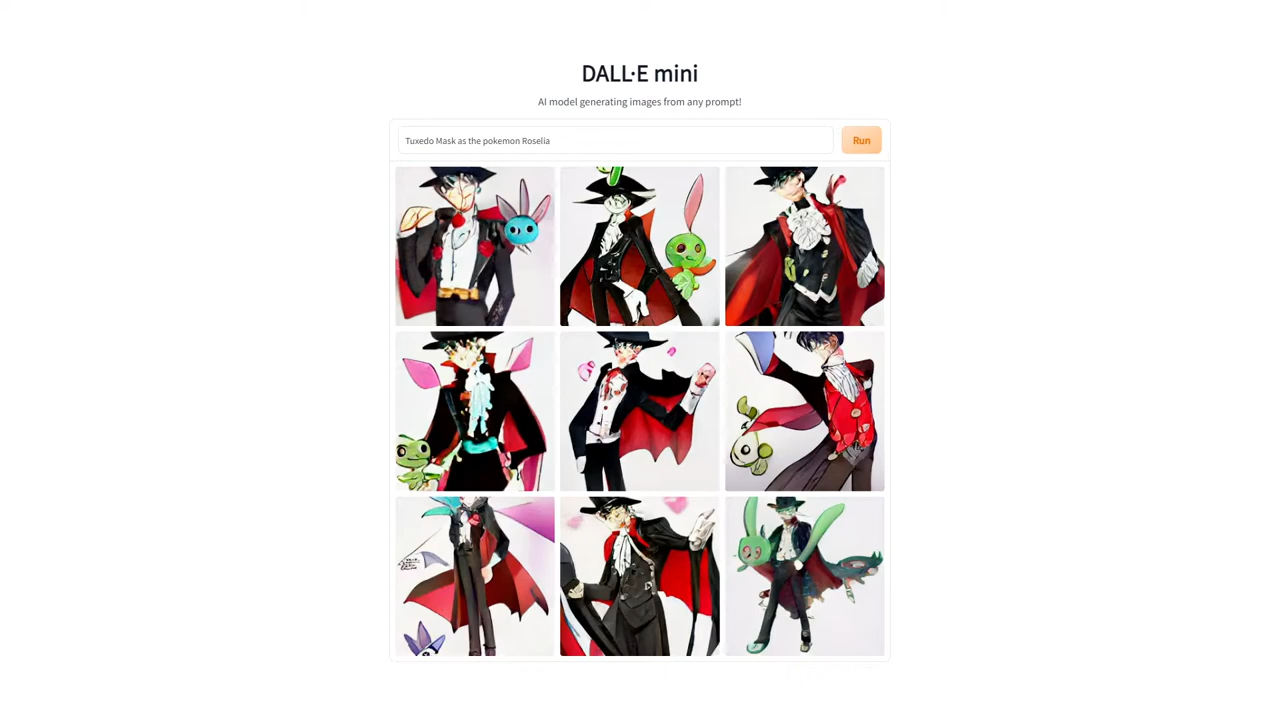 DALL·E mini
AI model generating images from any prompt!
Tuxedo Mask as the pokemon Roselia
Run